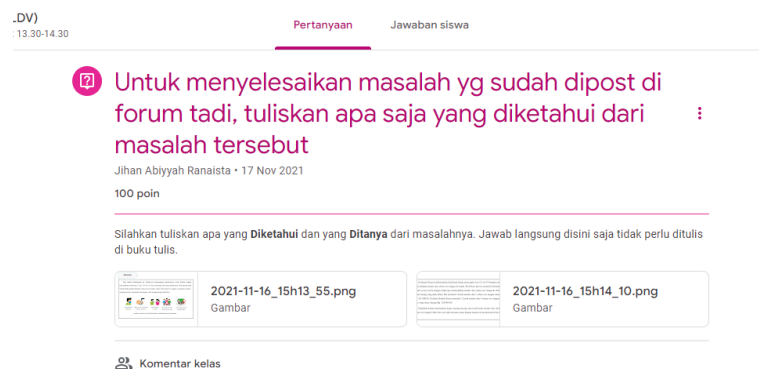 _DV)
13.30-14.30
Pertanyaan
Jawaban siswa
Untuk menyelesaikan masalah yg sudah dipost di
forum tadi, tuliskan apa saja yang diketahui dari
masalah tersebut
Jihan Abiyyah Ranaista • 17 Nov 2021
100 poin
Silahkan tuliskan apa yang Diketahui dan yang Ditanya dari masalahnya. Jawab langsung disini saja tidak perlu ditulis
di buku tulis.
2021-11-16_15h13_55.png
Gambar
2021-11-16_15h14_10.png
Gambar
Komentar kelas